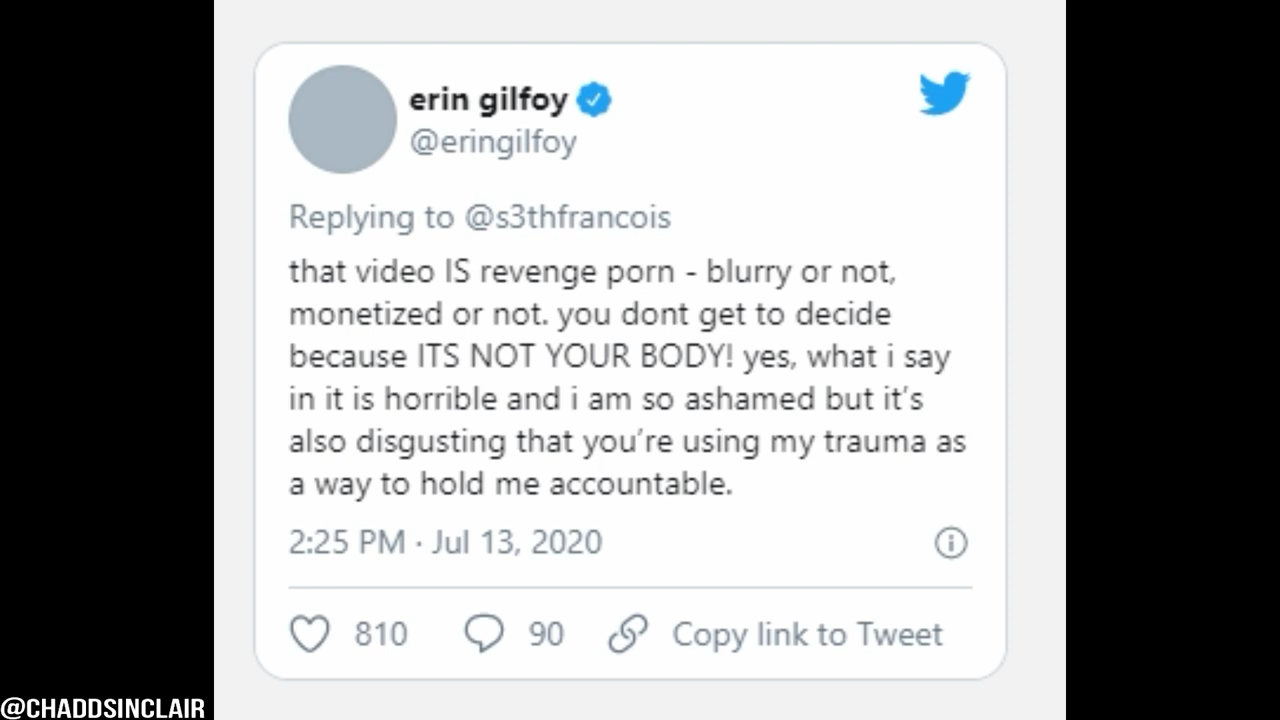 erin gilfoy
@eringilfoy
Replying to @s3thfrancois
that video IS revenge porn - blurry or not,
monetized or not. you dont get to decide
because ITS NOT YOUR BODY! yes, what i say
in it is horrible and i am so ashamed but it’s
also disgusting that you’re using my trauma as
a way to hold me accountable.
2:25 PM · Jul 13, 2020
810 90 Copy link to Tweet
@CHADDSINCLAIR